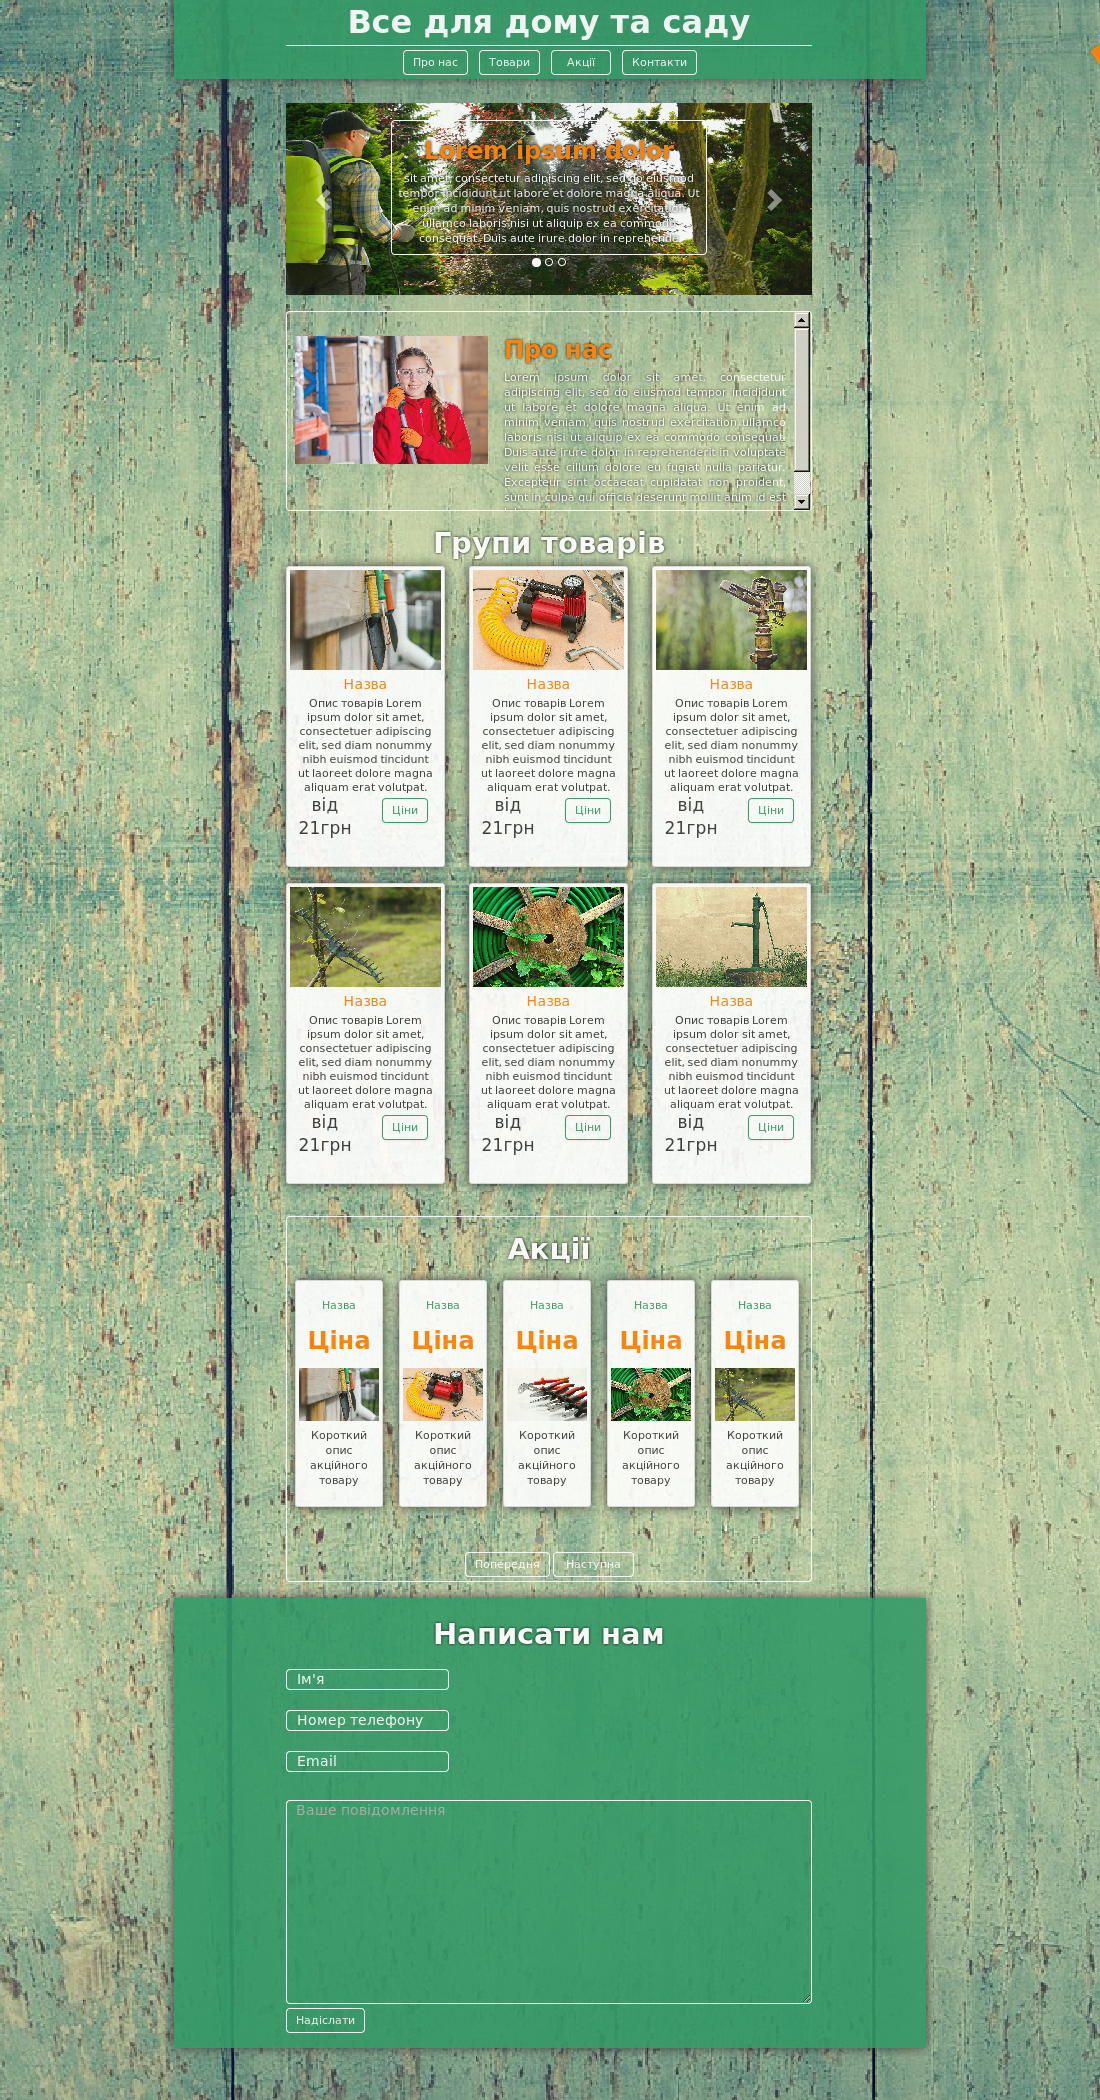 Все для дому та саду
Про нас
Товари
Акції
Контакти
Lorem ipsum dolor
sit amet, consectetur adipiscing elit, sed do eiusmod
tempor incididunt ut labore et dolore magna aliqua. Ut
enim ad minim veniam, quis nostrud exercitation
ullamco laboris nisi ut aliquip ex ea commodo
consequat. Duis aute irure dolor in reprehende
Про нас
Lorem ipsum dolor sit amet, consectetur
adipiscing elit, sed do eiusmod tempor incididunt
ut labore et dolore magna aliqua. Ut enim ad
minim veniam, quis nostrud exercitation ullamco
laboris nisi ut aliquip ex ea commodo consequat.
Duis aute irure dolor in reprehenderit in voluptate
velit esse cillum dolore eu fugiat nulla pariatur.
Excepteur sint occaecat cupidatat non proident,
sunt in culpa qui officia deserunt mollit anim id est
Групи товарів
Назва
Опис товарів Lorem
ipsum dolor sit amet,
consectetuer adipiscing
elit, sed diam nonummy
nibh euismod tincidunt
ut laoreet dolore magna
aliquam erat volutpat.
від
21грн
Ціни
Назва
Опис товарів Lorem
ipsum dolor sit amet,
consectetuer adipiscing
elit, sed diam nonummy
nibh euismod tincidunt
ut laoreet dolore magna
aliquam erat volutpat.
від
21грн
Ціни
Назва
Опис товарів Lorem
ipsum dolor sit amet,
consectetuer adipiscing
elit, sed diam nonummy
nibh euismod tincidunt
ut laoreet dolore magna
aliquam erat volutpat.
від
21грн
Ціни
Назва
Опис товарів Lorem
ipsum dolor sit amet,
consectetuer adipiscing
elit, sed diam nonummy
nibh euismod tincidunt
ut laoreet dolore magna
aliquam erat volutpat.
від
21грн
Ціни
Назва
Опис товарів Lorem
ipsum dolor sit amet,
consectetuer adipiscing
elit, sed diam nonummy
nibh euismod tincidunt
ut laoreet dolore magna
aliquam erat volutpat.
від
21грн
Ціни
Назва
Опис товарів Lorem
ipsum dolor sit amet,
consectetuer adipiscing
elit, sed diam nonummy
nibh euismod tincidunt
ut laoreet dolore magna
aliquam erat volutpat.
від
21грн
Ціни
Акції
Назва
Ціна
Короткий
опис
акційного
товару
Назва
Ціна
Короткий
опис
акційного
товару
Назва
Ціна
Короткий
опис
акційного
товару
Назва
Ціна
Короткий
опис
акційного
товару
Назва
Ціна
Короткий
опис
акційного
товару
Попередня
Наступна
Написати нам
Ім'я
Номер телефону
Email
Ваше повідомлення
Надіслати